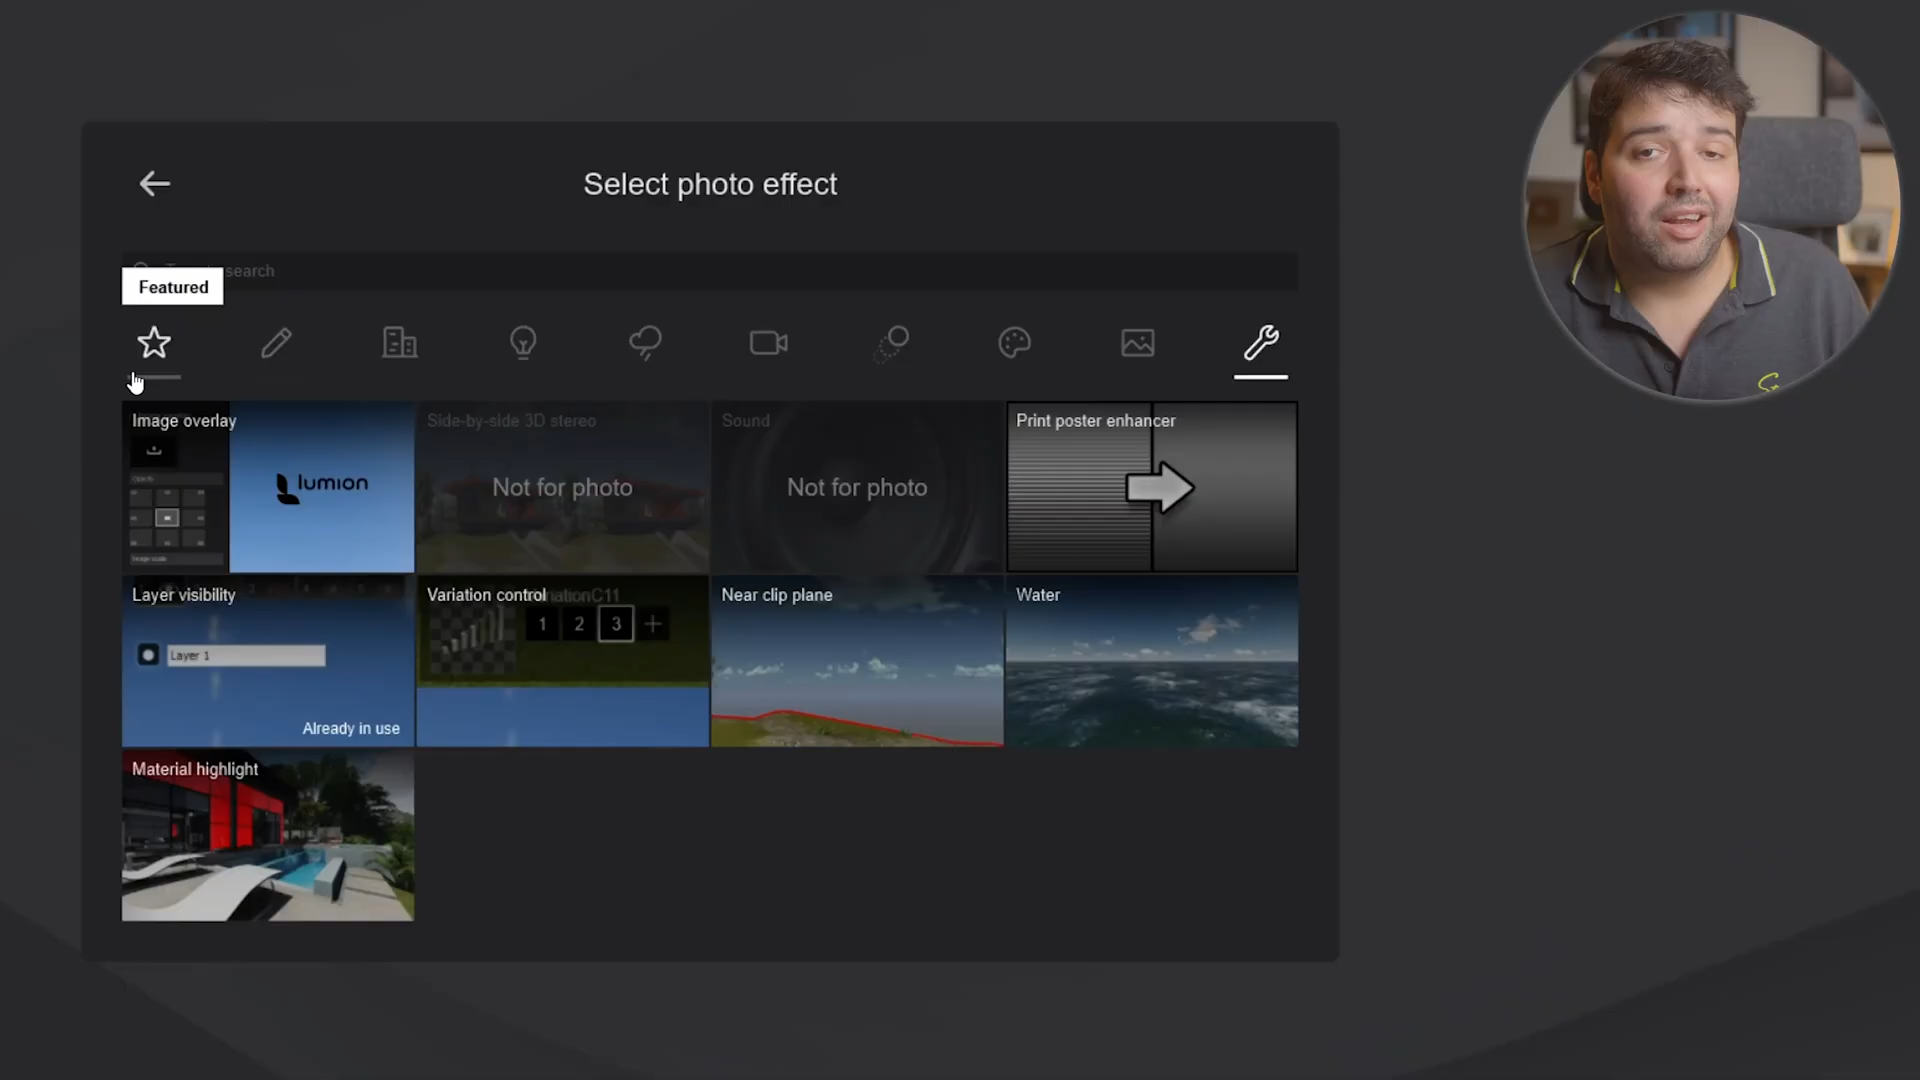 Select photo effect
search
Featured
Image overlay
Side-by-side 3D stereo
Sound
Print poster enhancer
lumion
Not for photo
Not for photo
Layer visibility
Variation control
Near clip plane
Water
1 2 3 +
Layer 1
Already in use
Material highlight